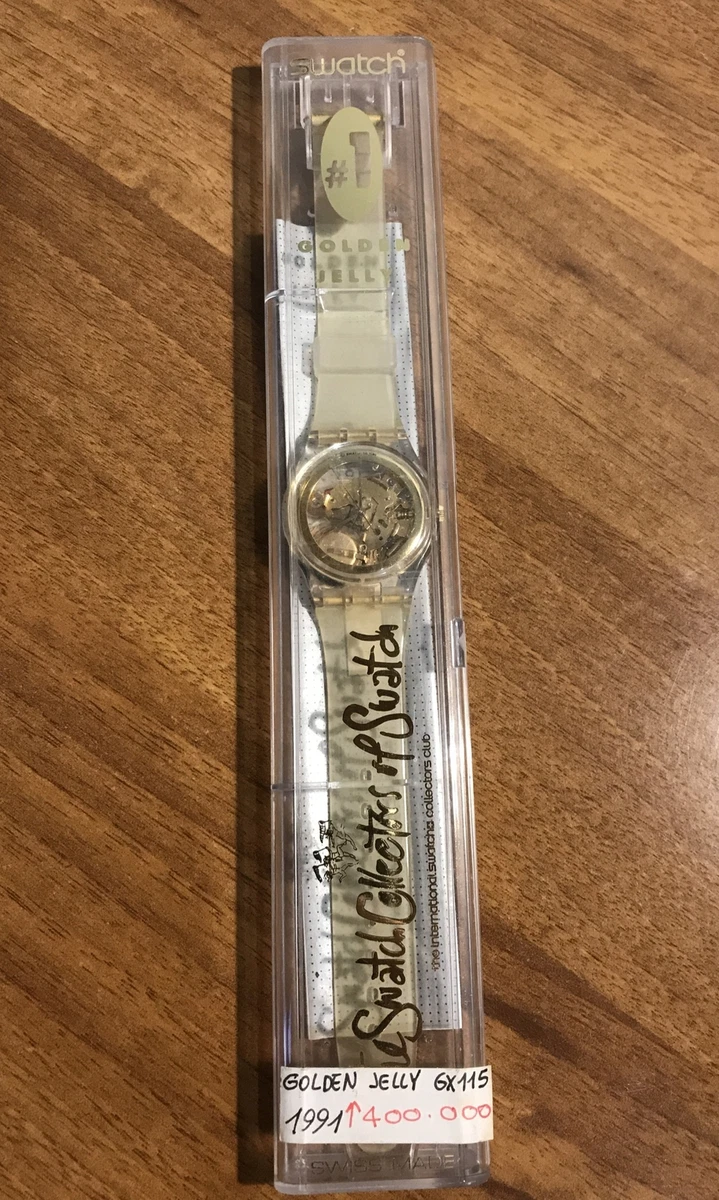 swatch®
#1
GOLDEN
JELLY
The Swatch Collectors of Swatch
the international swatch collectors club
GOLDEN JELLY GX115
1991↑400.000
SWISS MADE